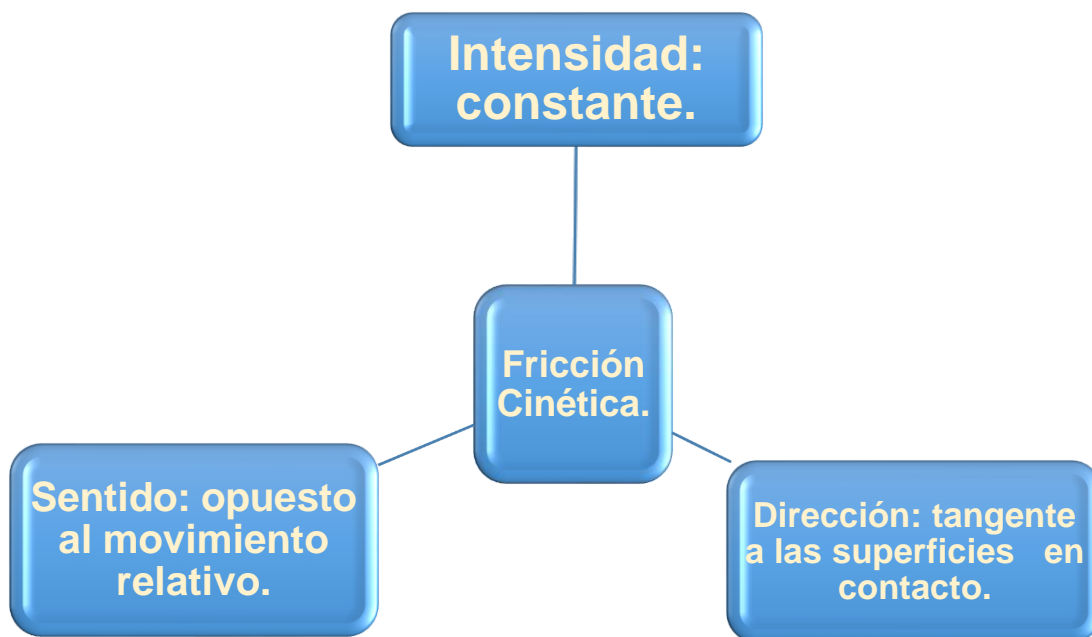 Intensidad:
constante.
Fricción
Cinética.
Sentido: opuesto
al movimiento
relativo.
Dirección: tangente
a las superficies en
contacto.